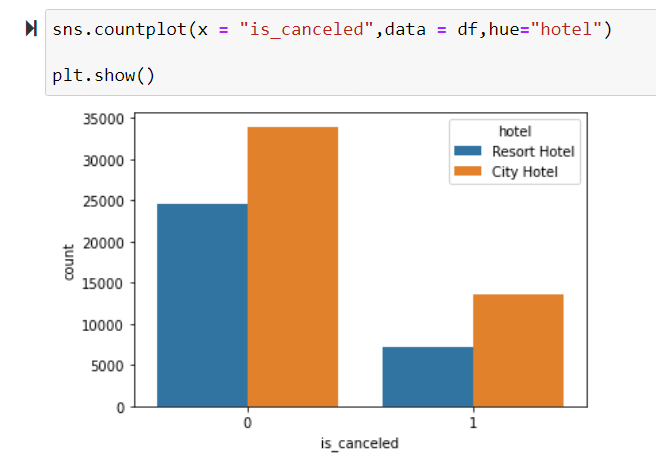 sns.countplot(x = "is_canceled",data = df,hue="hotel")
plt.show()
hotel
Resort Hotel
City Hotel
35000
30000
25000
20000
15000
10000
5000
0
count
0 1
is_canceled